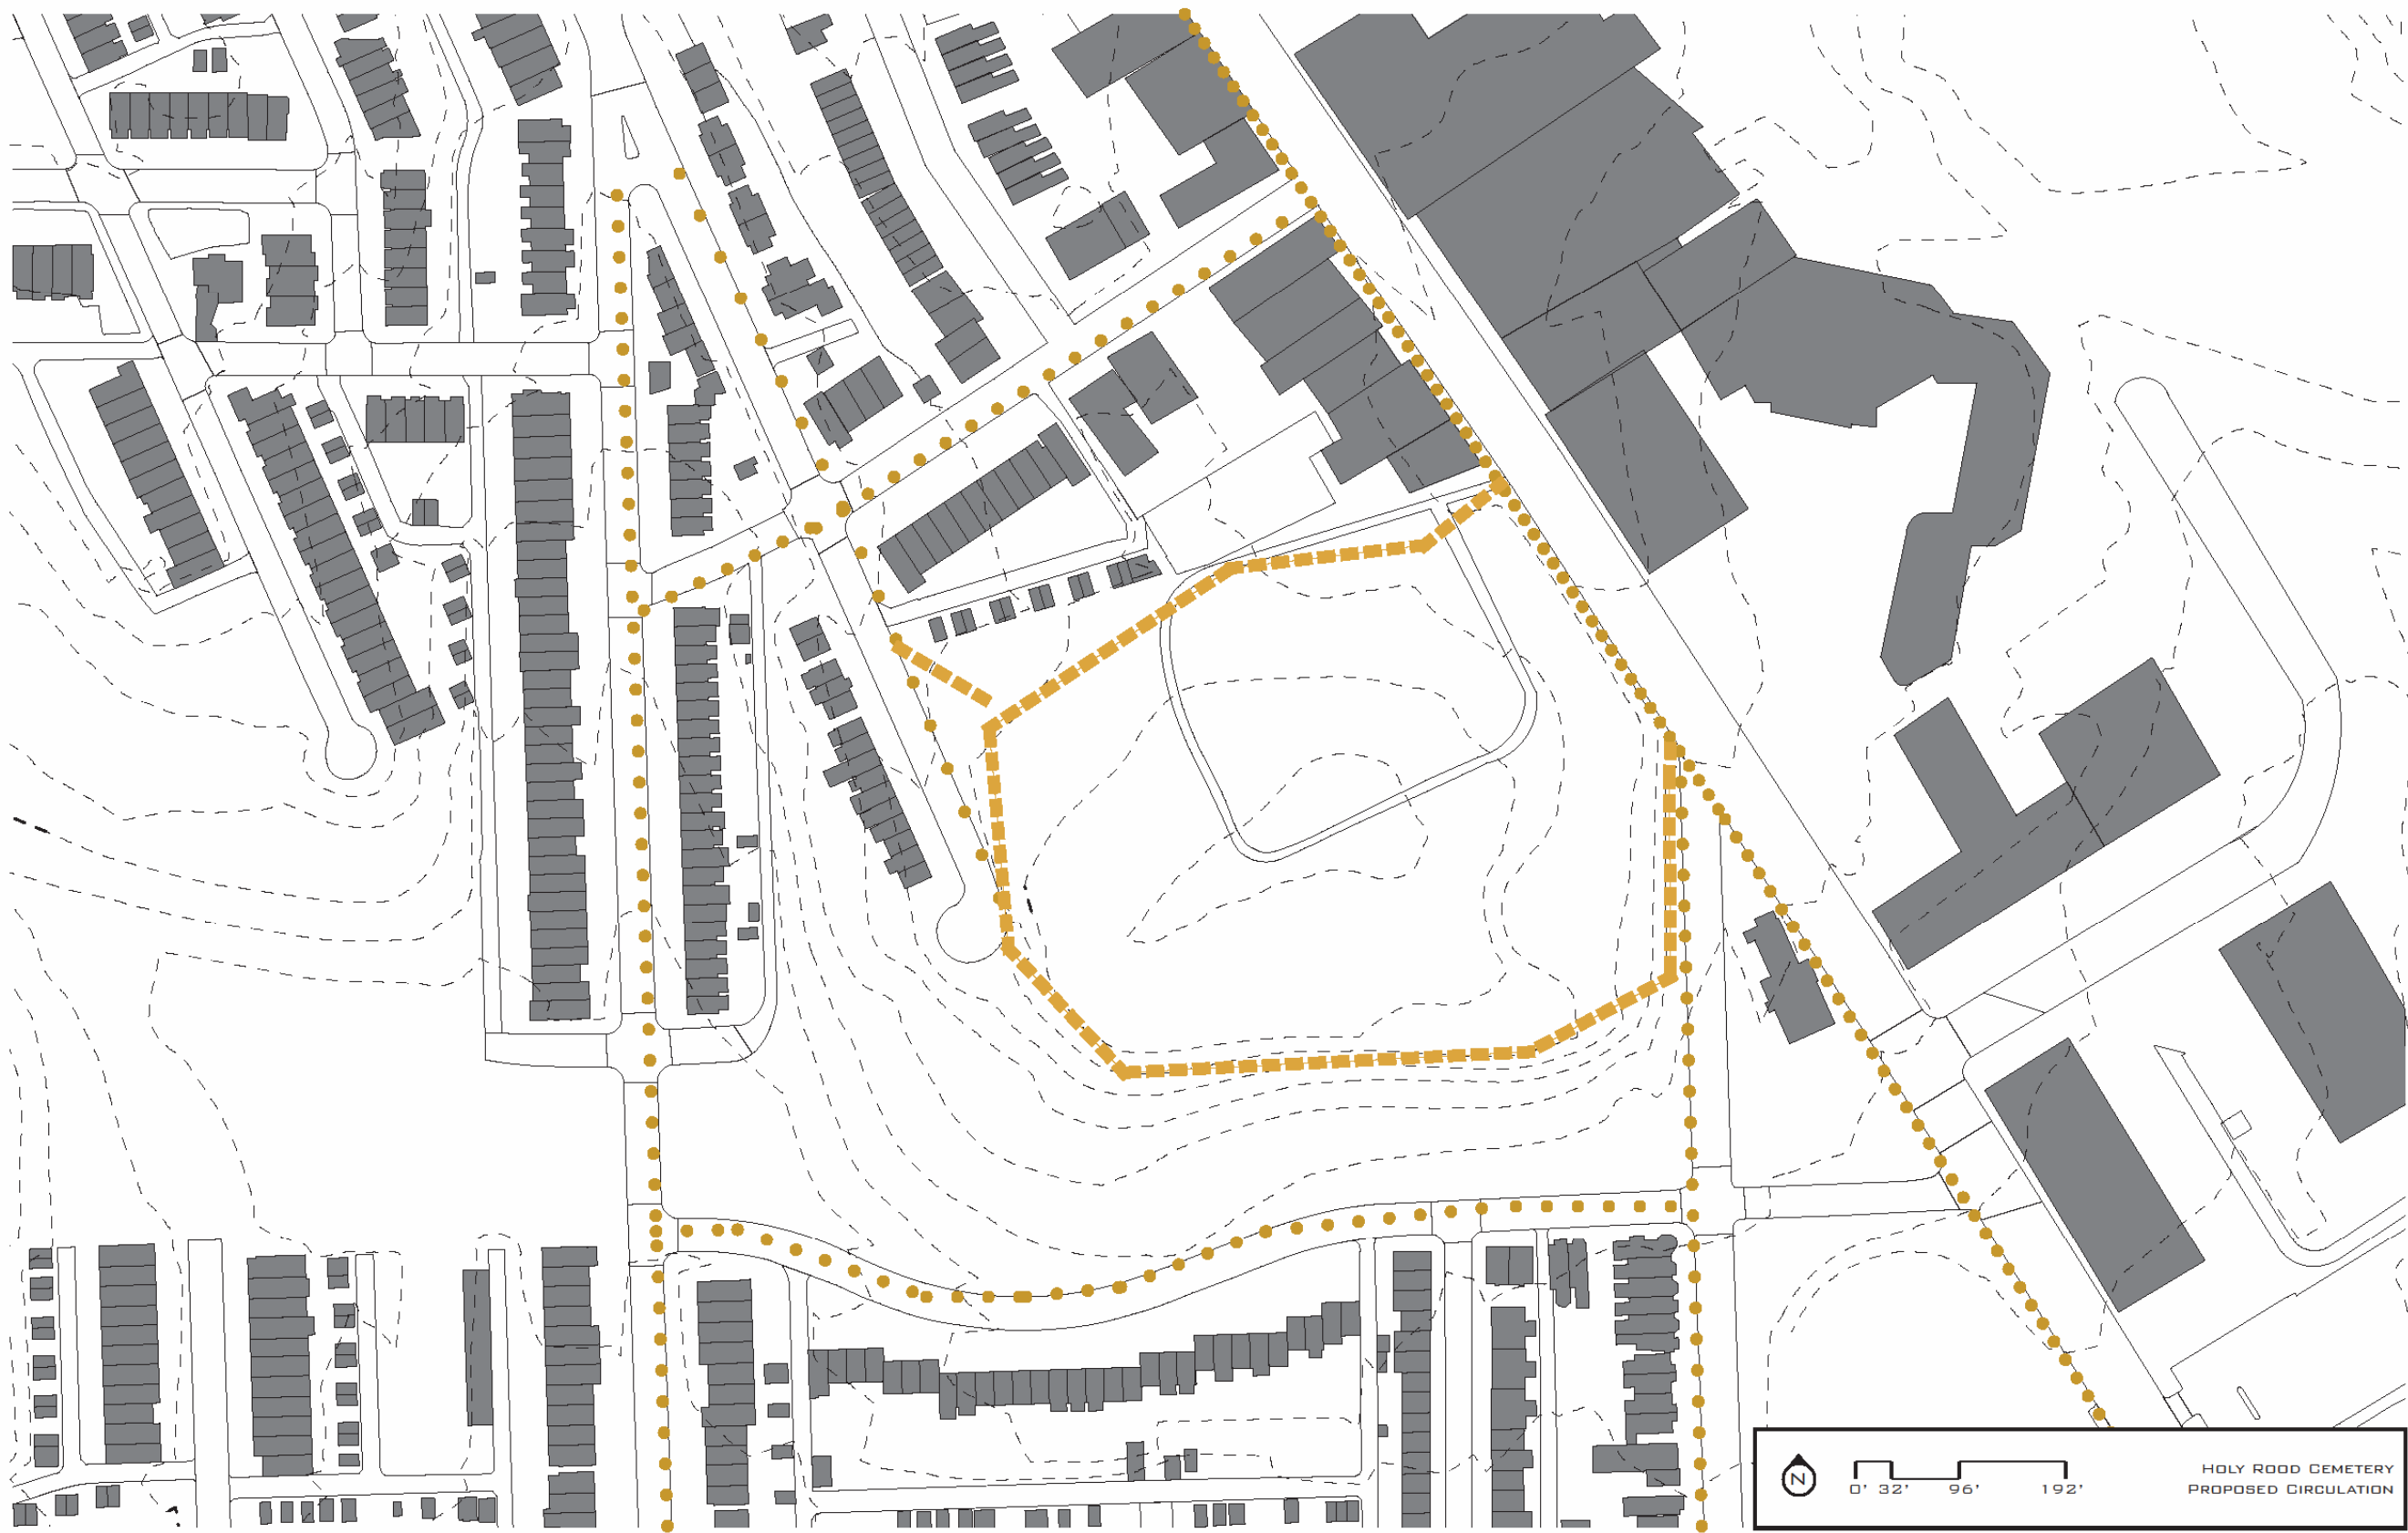 N
0' 32' 96' 192'
HOLY ROOD CEMETERY
PROPOSED CIRCULATION